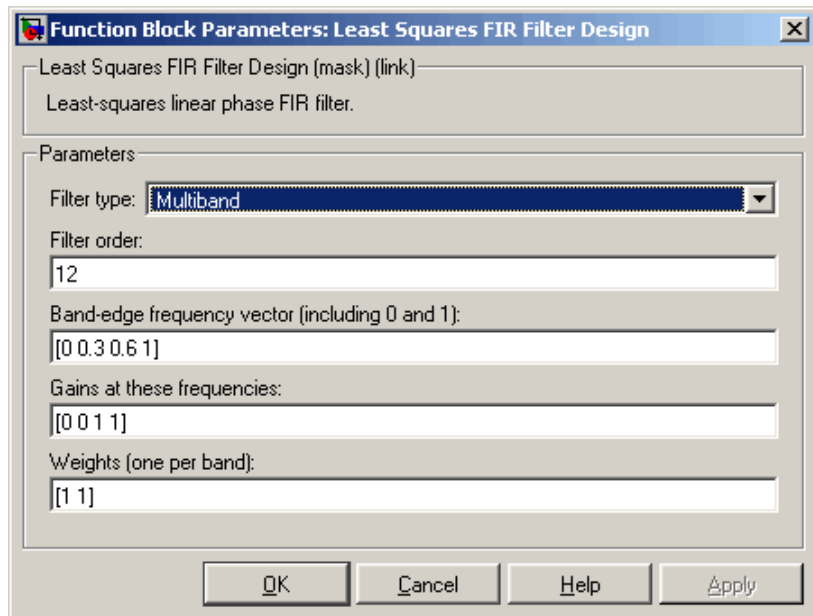 Function Block Parameters: Least Squares FIR Filter Design
Least Squares FIR Filter Design (mask) (link)
Least-squares linear phase FIR filter.
Parameters
Filter type: Multiband
Filter order:
12
Band-edge frequency vector (including 0 and 1):
[0 0.3 0.6 1]
Gains at these frequencies:
[0 0 1 1]
Weights (one per band):
[1 1]
OK Cancel Help Apply